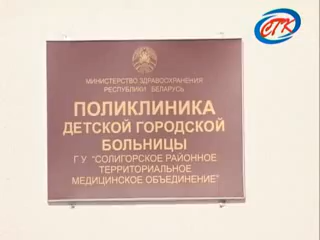 СТК
МИНИСТЕРСТВО ЗДРАВООХРАНЕНИЯ
РЕСПУБЛИКИ БЕЛАРУСЬ
ПОЛИКЛИНИКА
ДЕТСКОЙ ГОРОДСКОЙ
БОЛЬНИЦЫ
Г У "СОЛИГОРСКОЕ РАЙОННОЕ
ТЕРРИТОРИАЛЬНОЕ
МЕДИЦИНСКОЕ ОБЪЕДИНЕНИЕ"